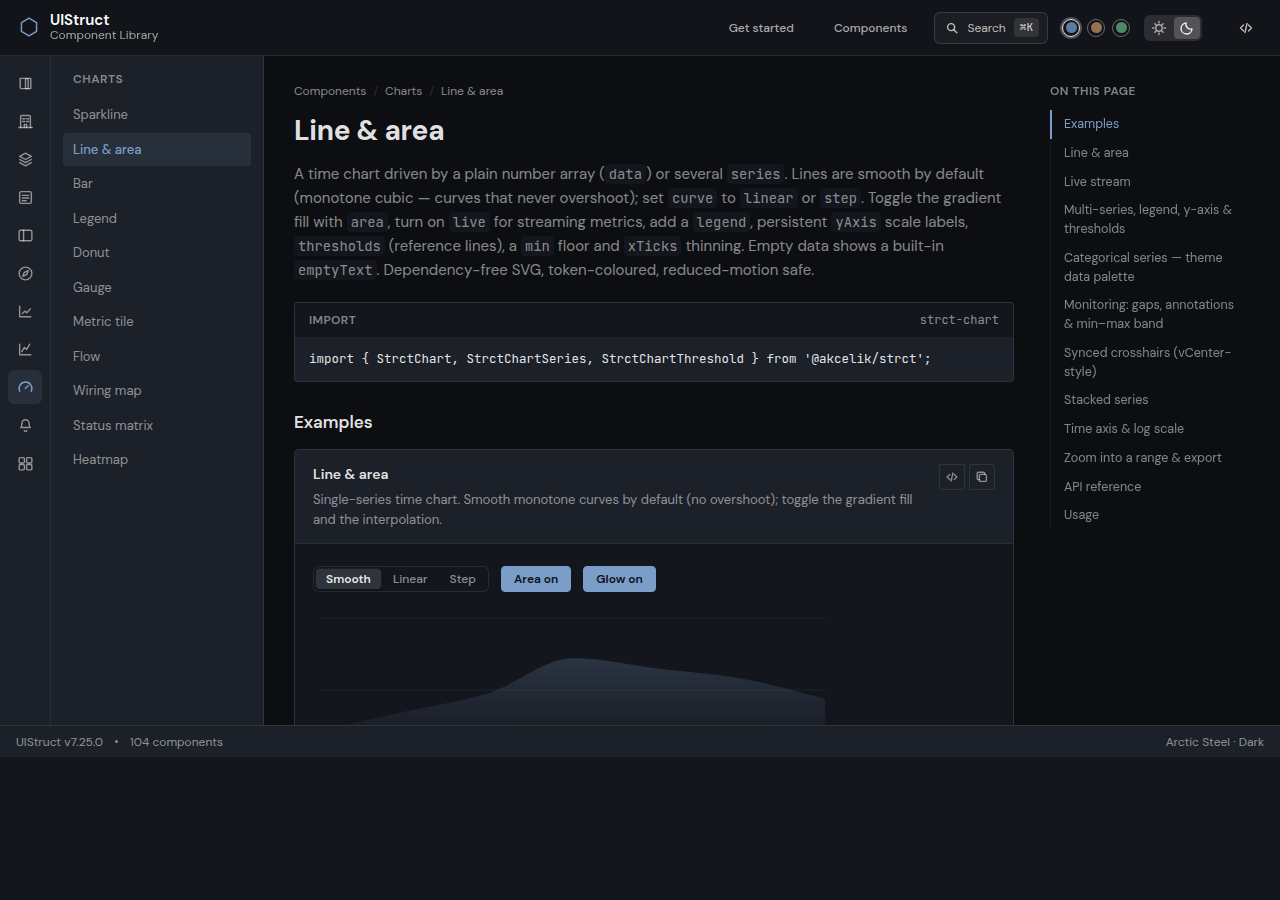 UIStruct
Component Library
Get started
Components
Search ⌘K
CHARTS
Sparkline
Line & area
Bar
Legend
Donut
Gauge
Metric tile
Flow
Wiring map
Status matrix
Heatmap
Components / Charts / Line & area
Line & area
A time chart driven by a plain number array ( data ) or several series . Lines are smooth by default
(monotone cubic — curves that never overshoot); set curve to linear or step . Toggle the gradient
fill with area , turn on live for streaming metrics, add a legend , persistent yAxis scale labels,
thresholds (reference lines), a min floor and xTicks thinning. Empty data shows a built-in
emptyText . Dependency-free SVG, token-coloured, reduced-motion safe.
IMPORT strct-chart
import { StrctChart, StrctChartSeries, StrctChartThreshold } from '@akcelik/strct';
Examples
Line & area
Single-series time chart. Smooth monotone curves by default (no overshoot); toggle the gradient fill
and the interpolation.
Smooth Linear Step Area on Glow on
ON THIS PAGE
Examples
Line & area
Live stream
Multi-series, legend, y-axis &
thresholds
Categorical series — theme
data palette
Monitoring: gaps, annotations
& min–max band
Synced crosshairs (vCenter-
style)
Stacked series
Time axis & log scale
Zoom into a range & export
API reference
Usage
UIStruct v7.25.0 • 104 components
Arctic Steel · Dark